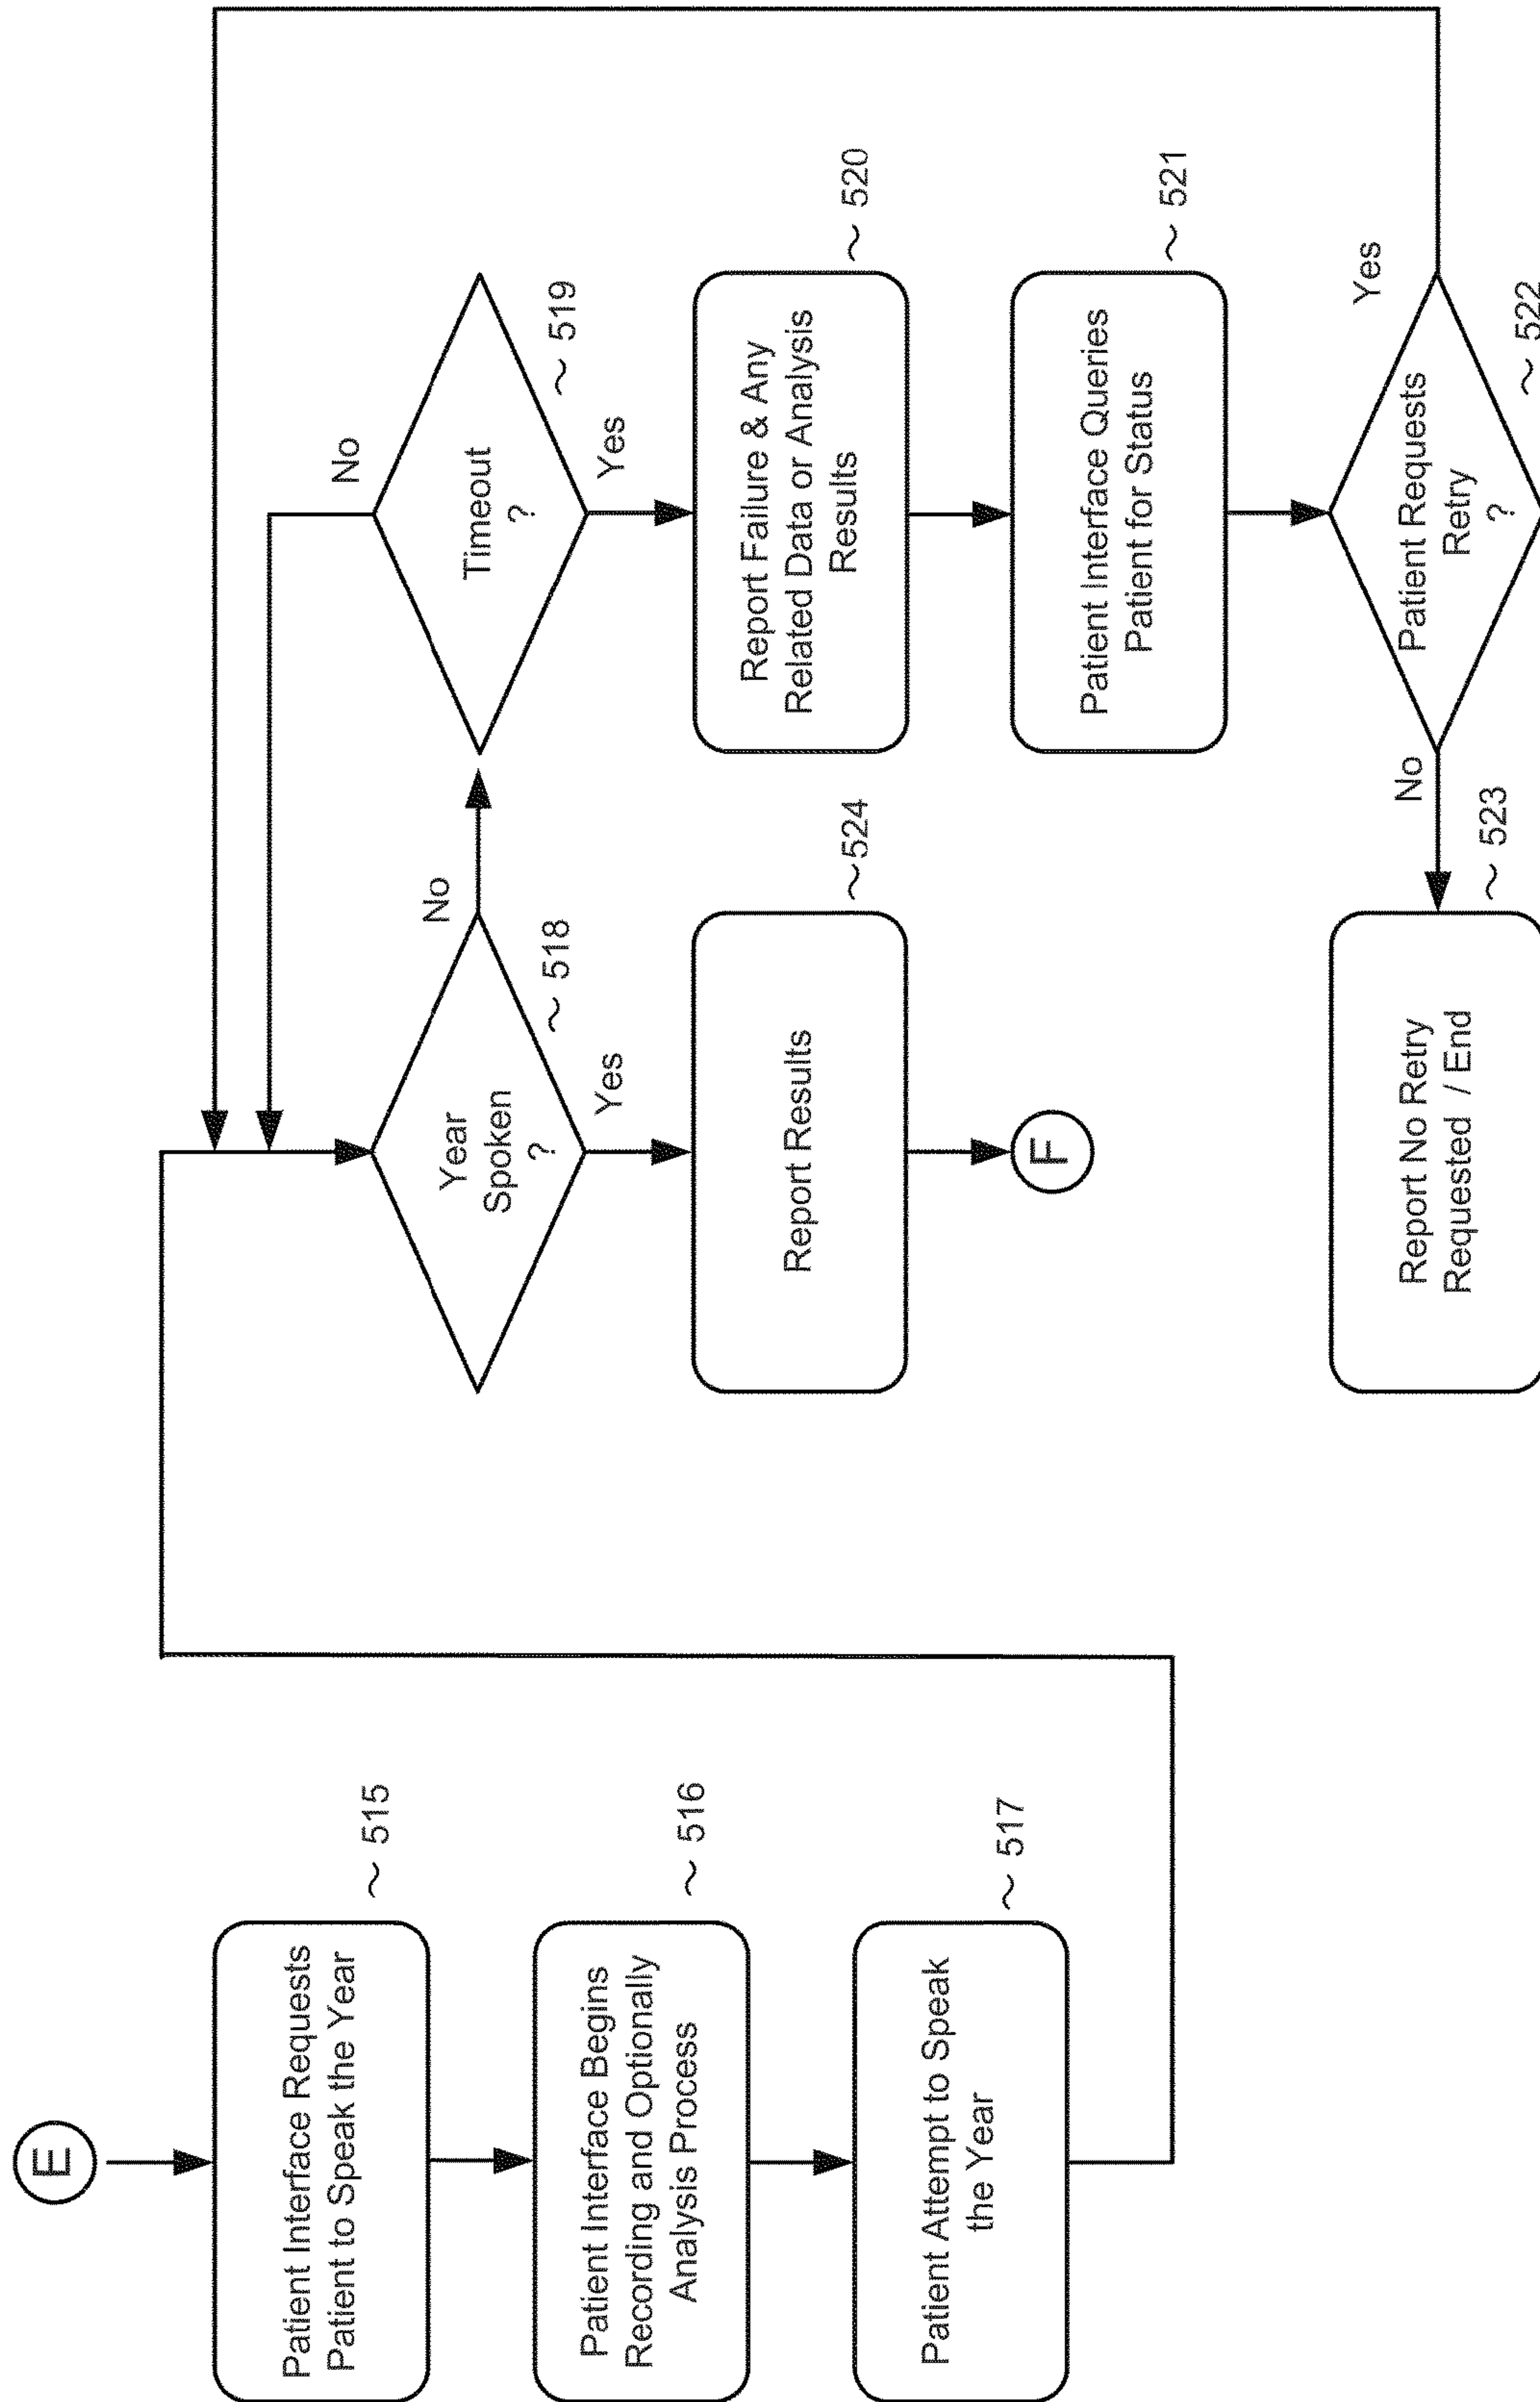 E
Patient Interface Requests
Patient to Speak the Year
~ 515
Patient Interface Begins
Recording and Optionally
Analysis Process
~ 516
Patient Attempt to Speak
the Year
~ 517
Year
Spoken
?
~ 518
No
Yes
Timeout
?
~ 519
No
Yes
Report Failure & Any
Related Data or Analysis
Results
~ 520
Patient Interface Queries
Patient for Status
~ 521
Patient Requests
Retry
?
~ 522
Yes
No
Report No Retry
Requested / End
~ 523
Report Results
~524
F